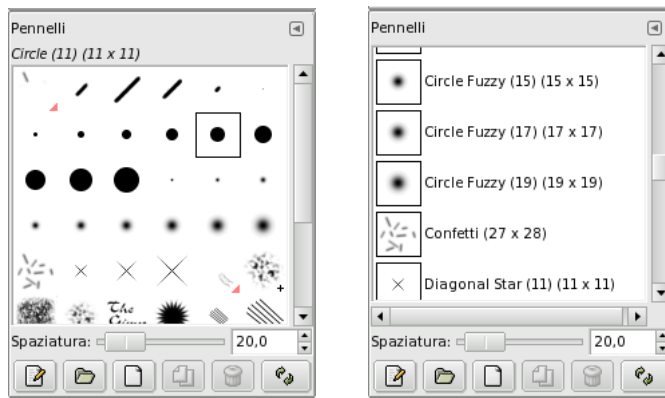 Pennelli
Circle (11) (11 x 11)
The
Gimp
Spaziatura: 20,0
Pennelli
Circle Fuzzy (15) (15 x 15)
Circle Fuzzy (17) (17 x 17)
Circle Fuzzy (19) (19 x 19)
Confetti (27 x 28)
Diagonal Star (11) (11 x 11)
Spaziatura: 20,0